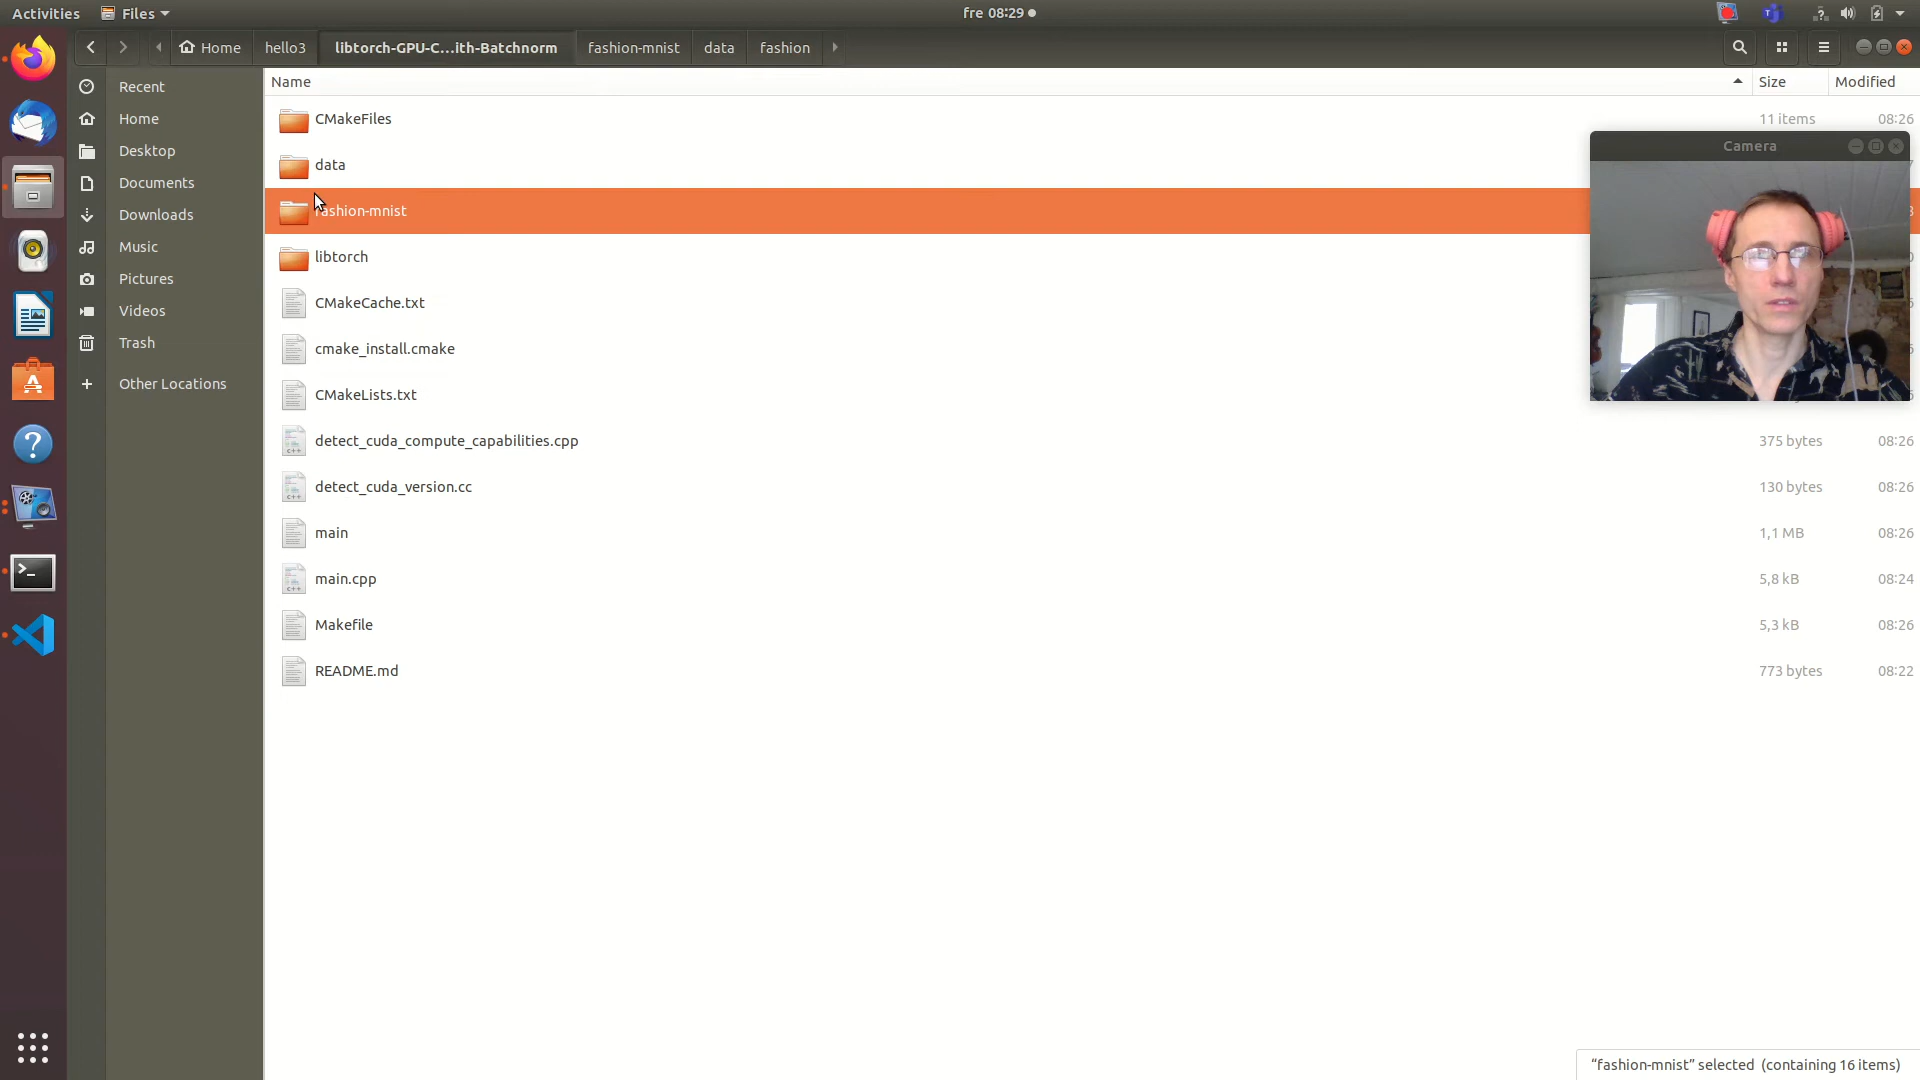 Activities Files fre 08:29
Home hello3 libtorch-GPU-C...ith-Batchnorm fashion-mnist data fashion
Recent
Home
Desktop
Documents
Downloads
Music
Pictures
Videos
Trash
+ Other Locations
Name Size Modified
CMakeFiles 11 items 08:26
data
fashion-mnist
libtorch
CMakeCache.txt
cmake_install.cmake
CMakeLists.txt
detect_cuda_compute_capabilities.cpp 375 bytes 08:26
detect_cuda_version.cc 130 bytes 08:26
main 1,1 MB 08:26
main.cpp 5,8 kB 08:24
Makefile 5,3 kB 08:26
README.md 773 bytes 08:22
Camera
“fashion-mnist” selected (containing 16 items)